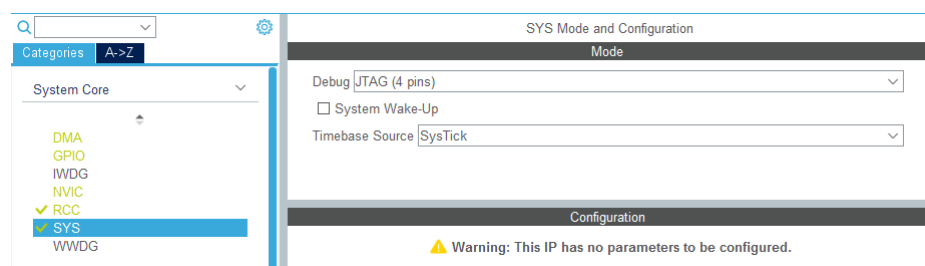 Categories A->Z
System Core
DMA
GPIO
IWDG
NVIC
RCC
SYS
WWDG
SYS Mode and Configuration
Mode
Debug JTAG (4 pins)
System Wake-Up
Timebase Source SysTick
Configuration
Warning: This IP has no parameters to be configured.